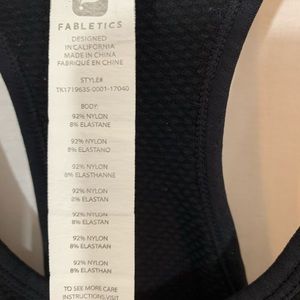 FABLETICS
DESIGNED
IN CALIFORNIA
MADE IN CHINA
FABRIQUÉ EN CHINE
STYLE#
TK1719635-0001-17040
BODY:
92% NYLON
8% ELASTANE
92% NYLON
8% ELASTANO
92% NYLON
8% ELASTHANNE
92% NYLON
8% ELASTAN
92% NYLON
8% ELASTAN
92% NYLON
8% ELASTAAN
92% NYLON
8% ELASTHAN
TO SEE MORE CARE
INSTRUCTIONS, VISIT